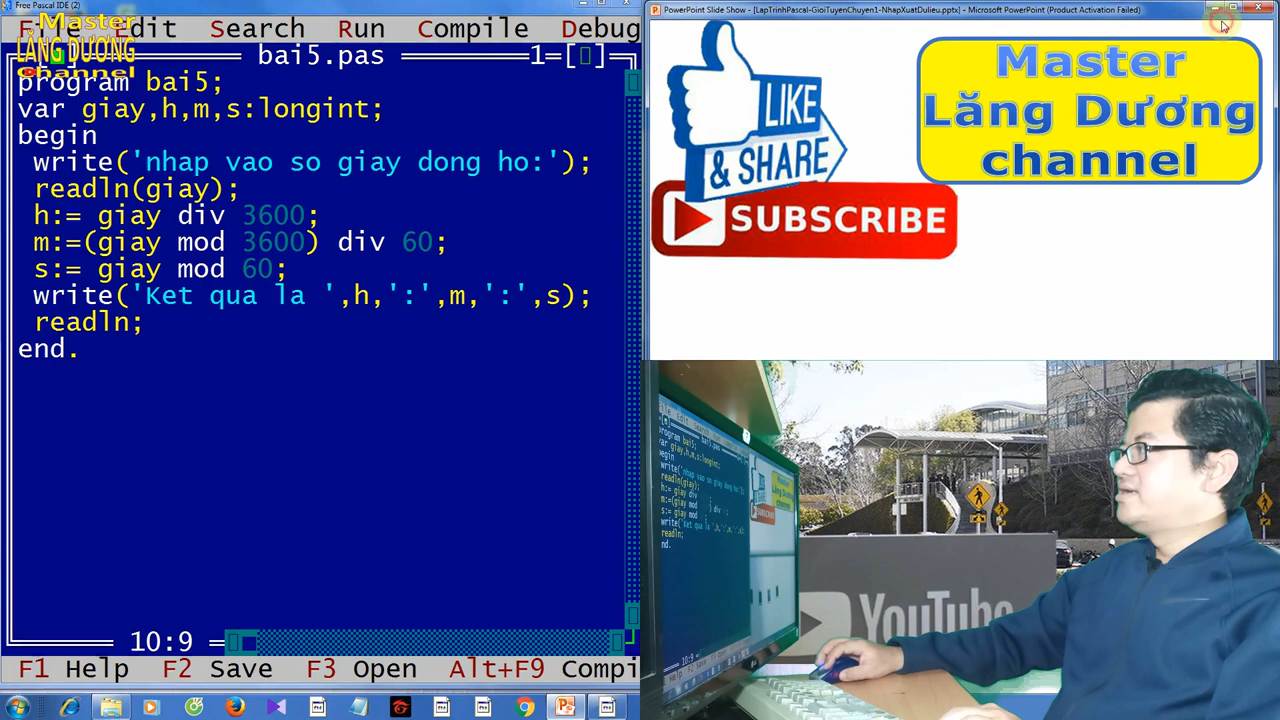 Free Pascal IDE (2)
File Edit Search Run Compile Debug
Master
LĂNG DƯƠNG
channel
bai5.pas 1=[ ]
program bai5;
var giay,h,m,s:longint;
begin
write('nhap vao so giay dong ho:');
readln(giay);
h:= giay div 3600;
m:=(giay mod 3600) div 60;
s:= giay mod 60;
write('Ket qua la ',h,':',m,':',s);
readln;
end.
10:9
F1 Help F2 Save F3 Open Alt+F9 Compi
PowerPoint Slide Show - [LapTrinhPascal-GioiTuyenChuyen1-NhapXuatDulieu.pptx] - Microsoft PowerPoint (Product Activation Failed)
LIKE
& SHARE
SUBSCRIBE
Master
Lăng Dương
channel
YouTube